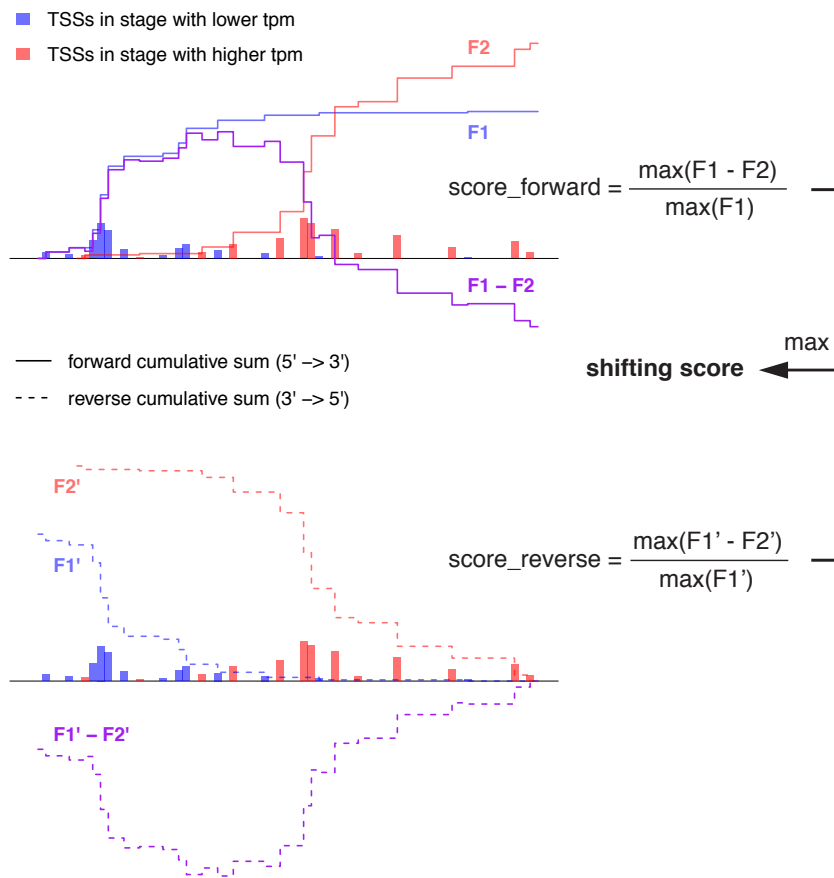 TSSs in stage with lower tpm
TSSs in stage with higher tpm
F2
F1
score_forward = max(F1 - F2)
max(F1)
F1 – F2
max
forward cumulative sum (5' –> 3')
shifting score
reverse cumulative sum (3' –> 5')
F2'
F1'
score_reverse = max(F1’ - F2’)
max(F1’)
F1' – F2'